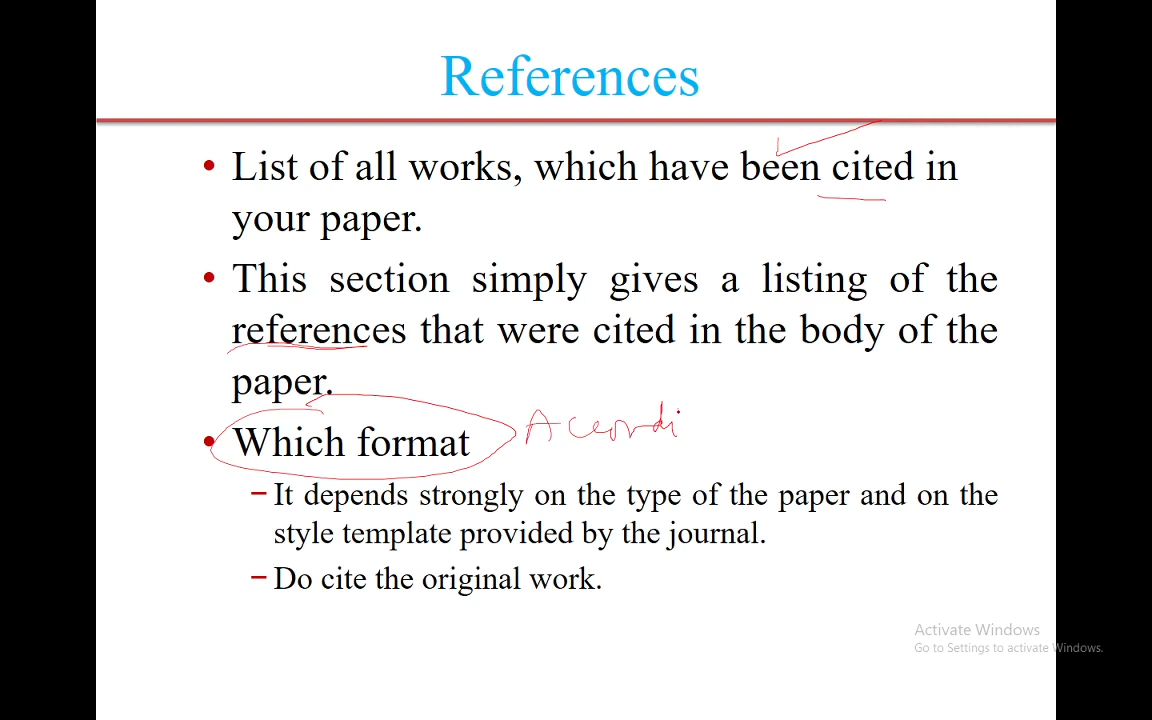 References
• List of all works, which have been cited in
your paper.
• This section simply gives a listing of the
references that were cited in the body of the
paper.
• Which format
Accordi
– It depends strongly on the type of the paper and on the
style template provided by the journal.
– Do cite the original work.
Activate Windows
Go to Settings to activate Windows.